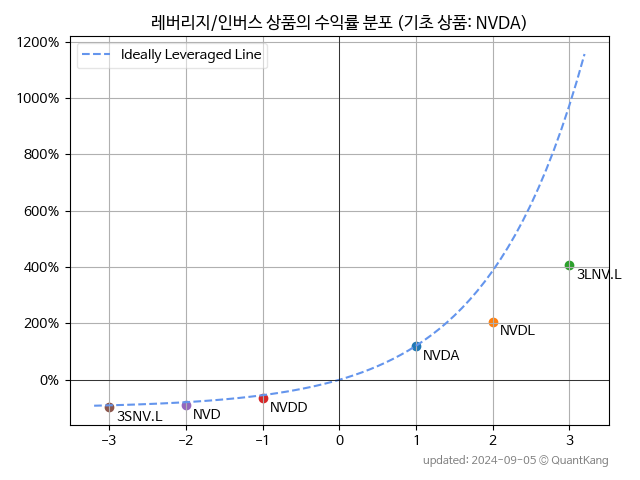 레버리지/인버스 상품의 수익률 분포 (기초 상품: NVDA)
1200%
1000%
800%
600%
400%
200%
0%
Ideally Leveraged Line
3LNV.L
NVDL
NVDA
NVDD
NVD
3SNV.L
−3
−2
−1
0
1
2
3
updated: 2024-09-05 © QuantKang